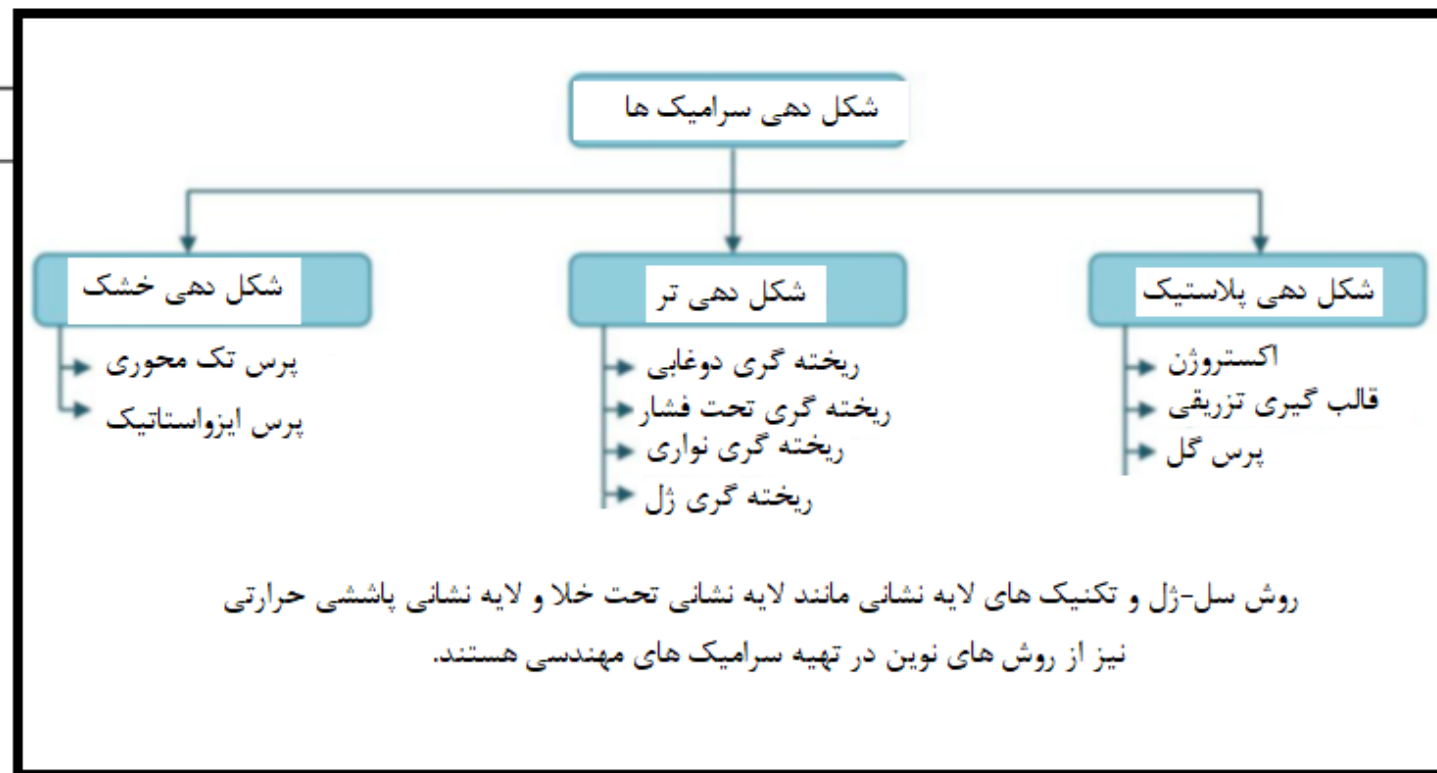 شکل دهی سرامیک ها
شکل دهی پلاستیک
اکستروژن
قالب گیری تزریقی
پرس گل
شکل دهی تر
ریخته گری دوغابی
ریخته گری تحت فشار
ریخته گری نواری
ریخته گری ژل
شکل دهی خشک
پرس تک محوری
پرس ایزواستاتیک
روش سل-ژل و تکنیک های لایه نشانی مانند لایه نشانی تحت خلا و لایه نشانی پاششی حرارتی
نیز از روش های نوین در تهیه سرامیک های مهندسی هستند.